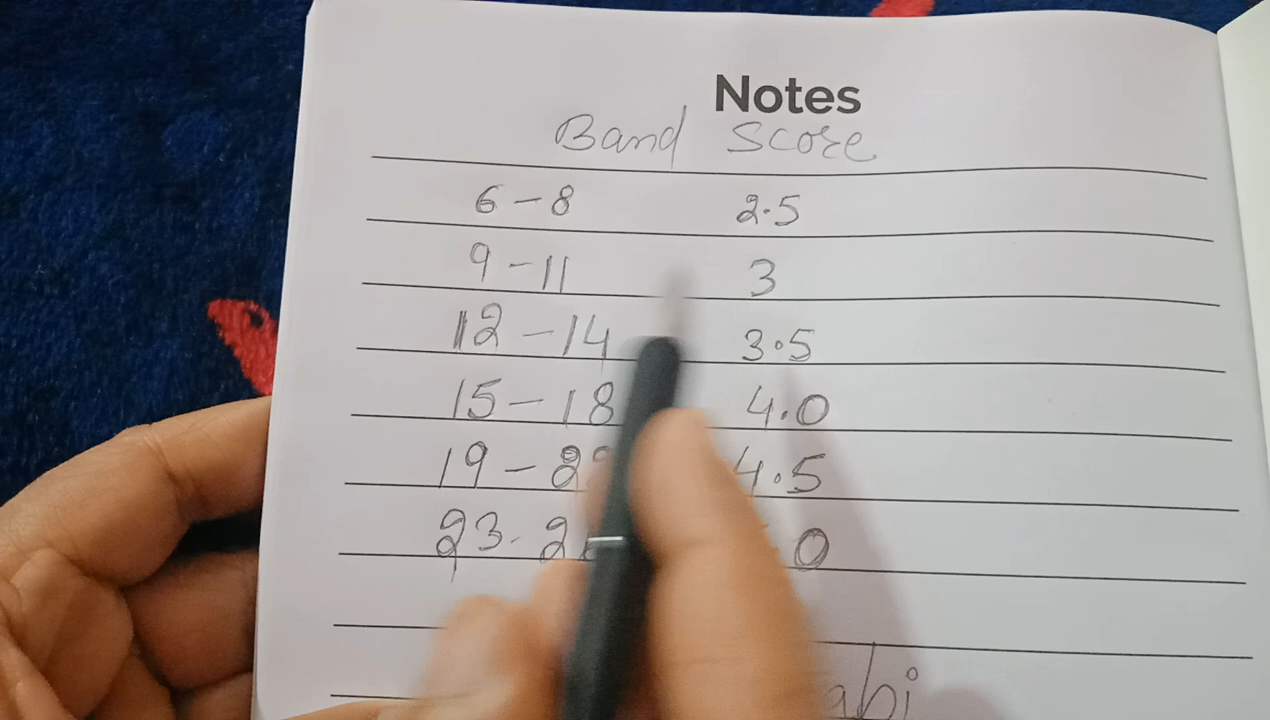 Notes
Band Score
6 - 8 2.5
9 - 11 3
12 - 14 3.5
15 - 18 4.0
19 - 4.5
23 - 0